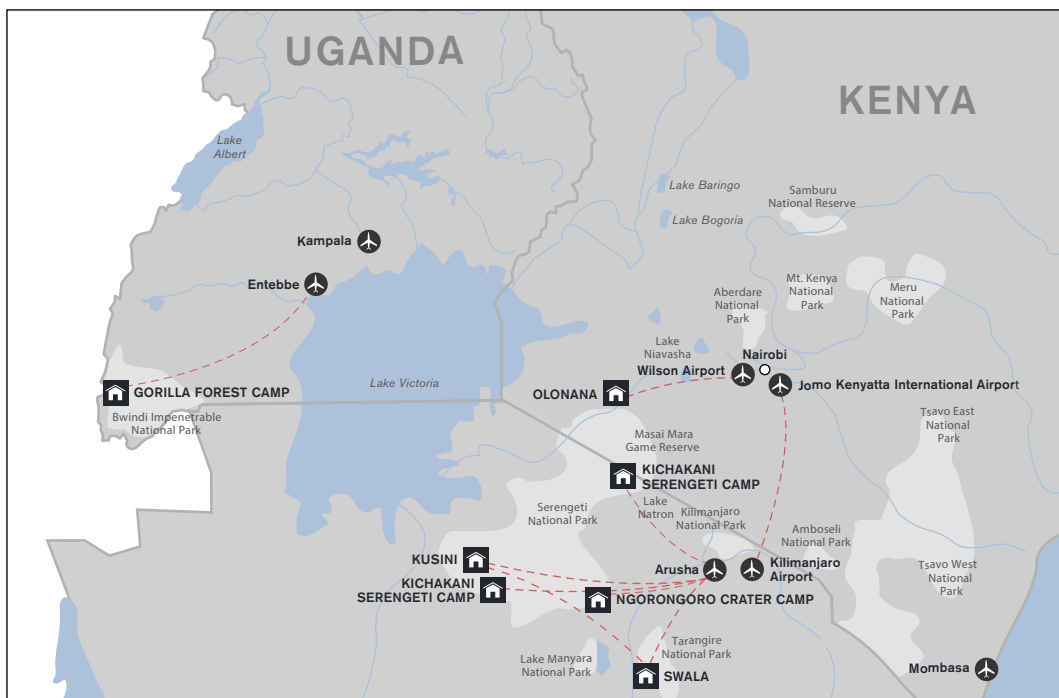 UGANDA
KENYA
Lake
Albert
Lake Baringo
Samburu
National Reserve
Lake Bogoria
Kampala
Entebbe
Mt. Kenya
National
Park
Meru
National
Park
Aberdare
National
Park
Lake
Niavasha
Nairobi
Wilson Airport
Jomo Kenyatta International Airport
Lake Victoria
OLONANA
GORILLA FOREST CAMP
Bwindi Impenetrable
National Park
Tsavo East
National
Park
Masai Mara
Game Reserve
KICHAKANI
SERENGETI CAMP
Lake
Natron
Kilimanjaro
National Park
Serengeti
National Park
Amboseli
National Park
KUSINI
Arusha
Kilimanjaro
Airport
Tsavo West
National
Park
KICHAKANI
SERENGETI CAMP
NGORONGORO CRATER CAMP
Tarangire
National Park
Lake Manyara
National Park
SWALA
Mombasa